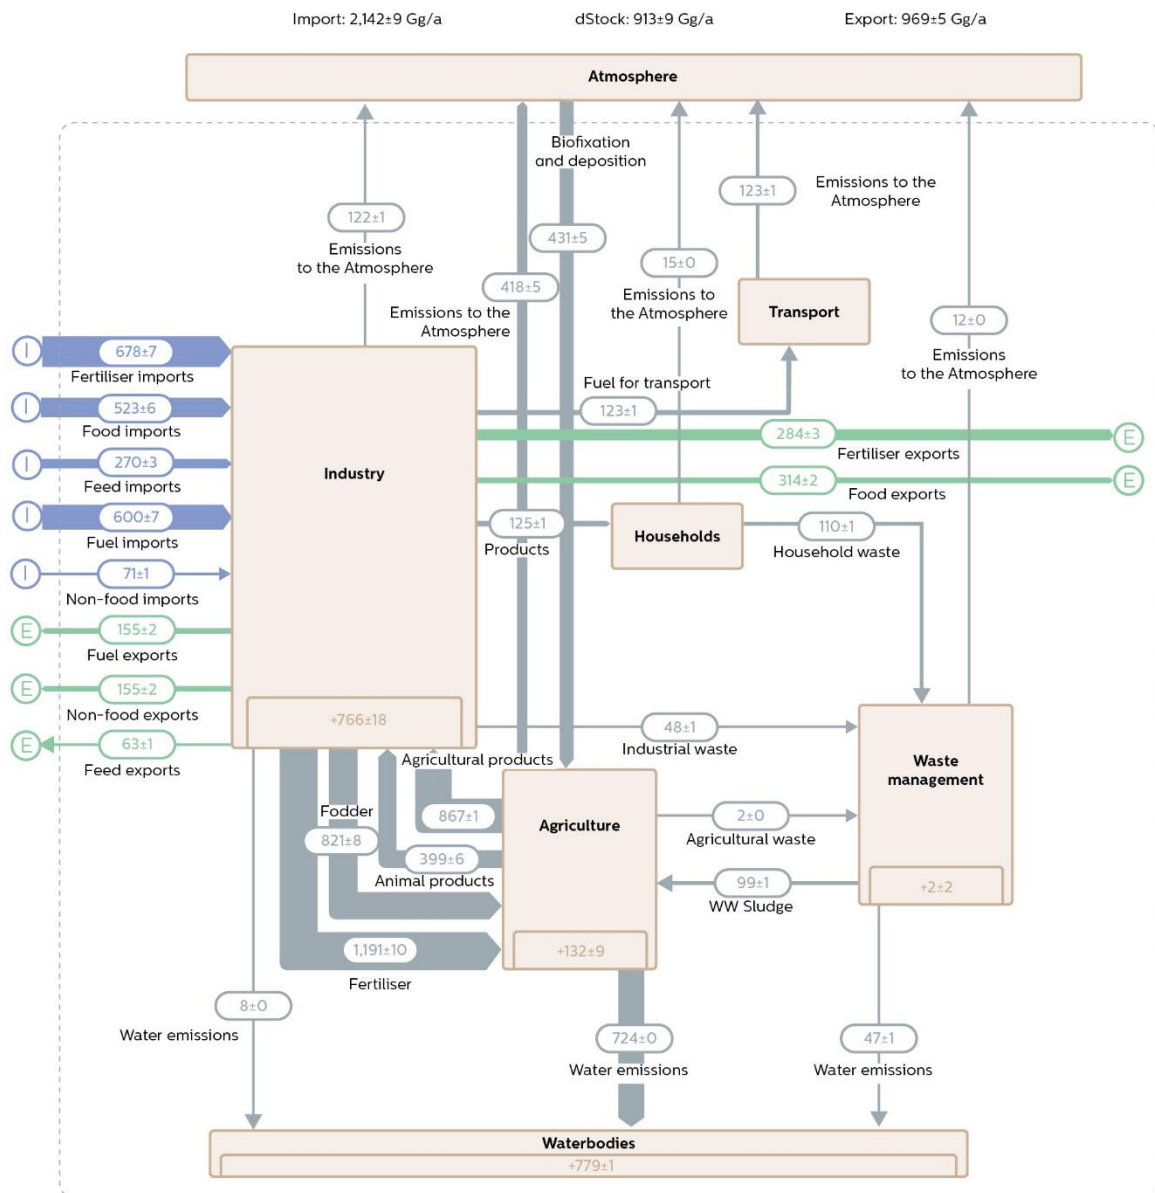 Import: 2,142±9 Gg/a
dStock: 913±9 Gg/a
Export: 969±5 Gg/a
Atmosphere
Biofixation
and deposition
122±1
Emissions
to the Atmosphere
418±5
Emissions to the
Atmosphere
431±5
15±0
Emissions to
the Atmosphere
123±1
Emissions to the
Atmosphere
Transport
12±0
Emissions
to the Atmosphere
I
678±7
Fertiliser imports
I
523±6
Food imports
I
270±3
Feed imports
I
600±7
Fuel imports
I
71±1
Non-food imports
E
155±2
Fuel exports
E
155±2
Non-food exports
E
63±1
Feed exports
Industry
+766±18
Fuel for transport
123±1
284±3
E
Fertiliser exports
314±2
E
Food exports
125±1
Products
Households
110±1
Household waste
48±1
Industrial waste
Waste
management
+2±2
Agricultural products
867±1
Fodder
821±8
399±6
Animal products
1,191±10
Fertiliser
Agriculture
+132±9
2±0
Agricultural waste
99±1
WW Sludge
8±0
Water emissions
724±0
Water emissions
47±1
Water emissions
Waterbodies
+779±1